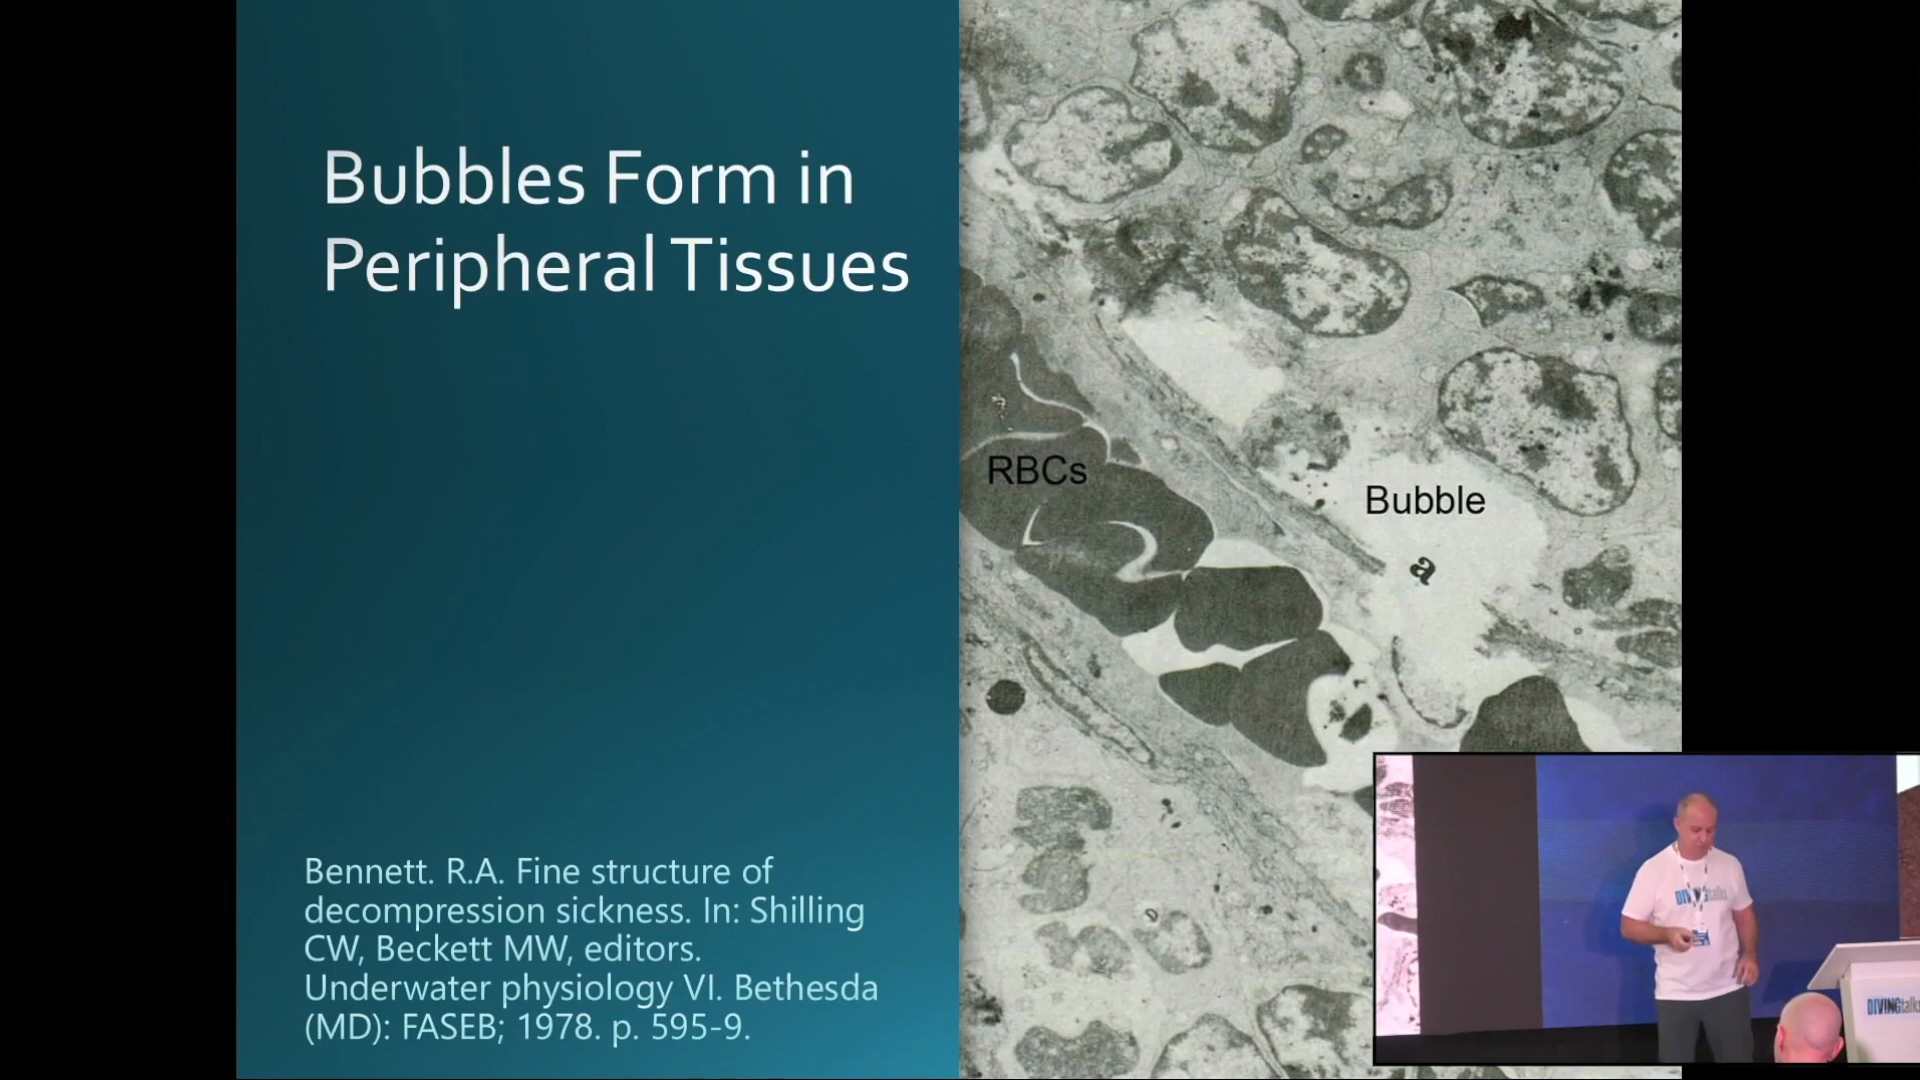 Bubbles Form in
Peripheral Tissues
RBCs
Bubble
a
Bennett. R.A. Fine structure of
decompression sickness. In: Shilling
CW, Beckett MW, editors.
Underwater physiology VI. Bethesda
(MD): FASEB; 1978. p. 595-9.
DIVINGtalks
DIVINGtalks